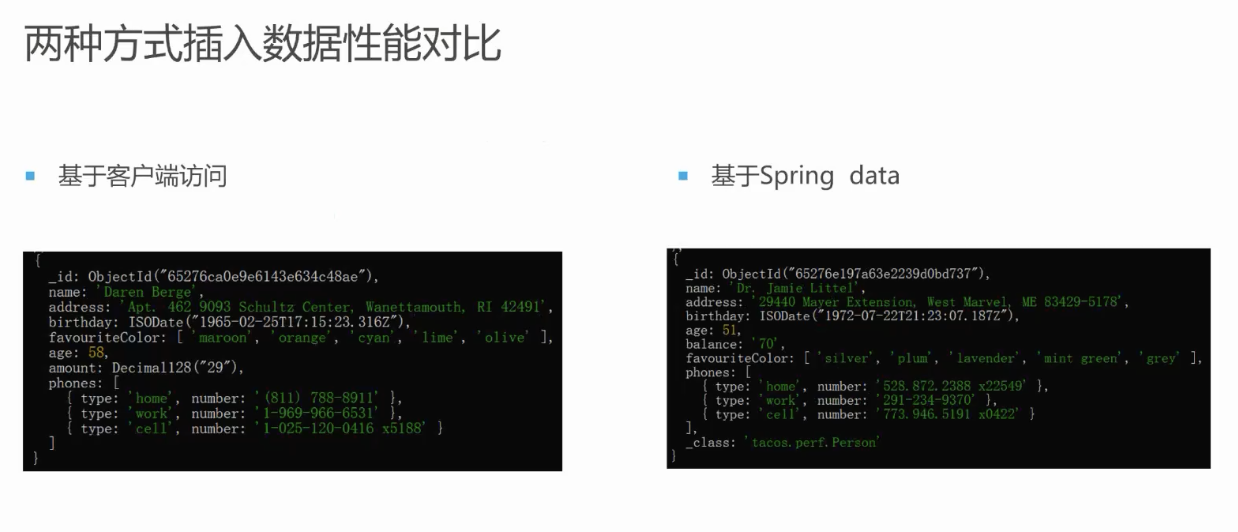 两种方式插入数据性能对比
基于客户端访问
{
_id: ObjectId("65276ca0e9e6143e634c48ae"),
name: 'Daren Berge',
address: 'Apt. 462 9093 Schultz Center, Wanettamouth, RI 42491',
birthday: ISODate("1965-02-25T17:15:23.316Z"),
favouriteColor: [ 'maroon', 'orange', 'cyan', 'lime', 'olive' ],
age: 58,
amount: Decimal128("29"),
phones: [
{ type: 'home', number: '(811) 788-8911' },
{ type: 'work', number: '1-969-966-6531' },
{ type: 'cell', number: '1-025-120-0416 x5188' }
]
}
基于Spring data
{
_id: ObjectId("65276e197a63e2239d0bd737"),
name: 'Dr. Jamie Littel',
address: '29440 Mayer Extension, West Marvel, ME 83429-5178',
birthday: ISODate("1972-07-22T21:23:07.187Z"),
age: 51,
balance: '70',
favouriteColor: [ 'silver', 'plum', 'lavender', 'mint green', 'grey' ],
phones: [
{ type: 'home', number: '528.872.2388 x22549' },
{ type: 'work', number: '291-234-9370' },
{ type: 'cell', number: '773.946.5191 x0422' }
],
_class: 'tacos.perf.Person'
}